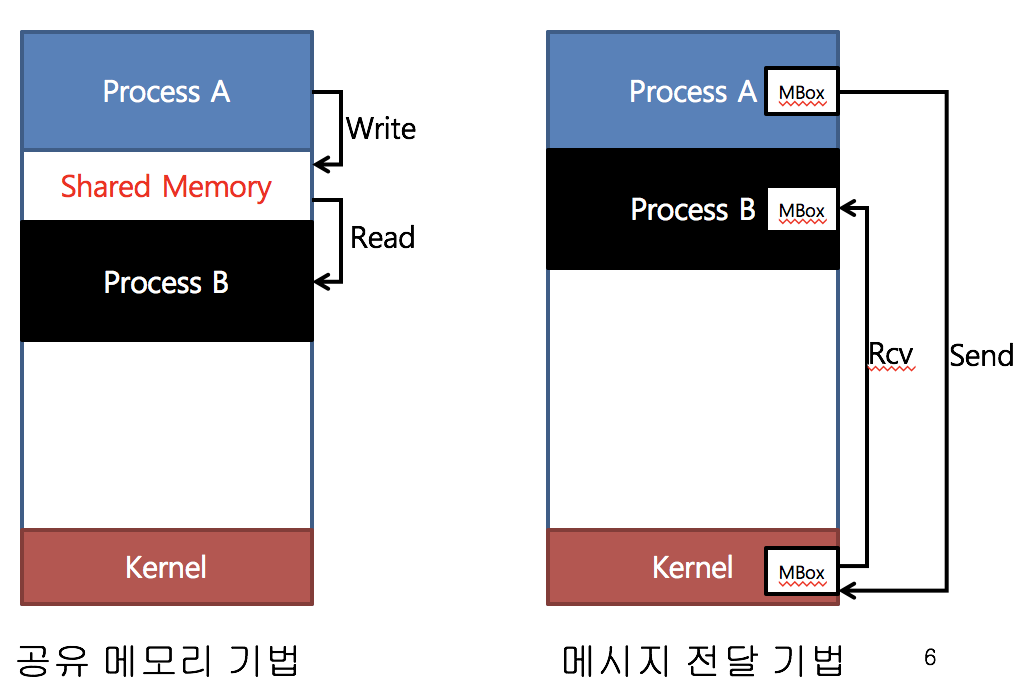 Process A
Write
Shared Memory
Read
Process B
Kernel
공유 메모리 기법
Process A
MBox
Process B
MBox
Rcv
Send
Kernel
MBox
메시지 전달 기법
6